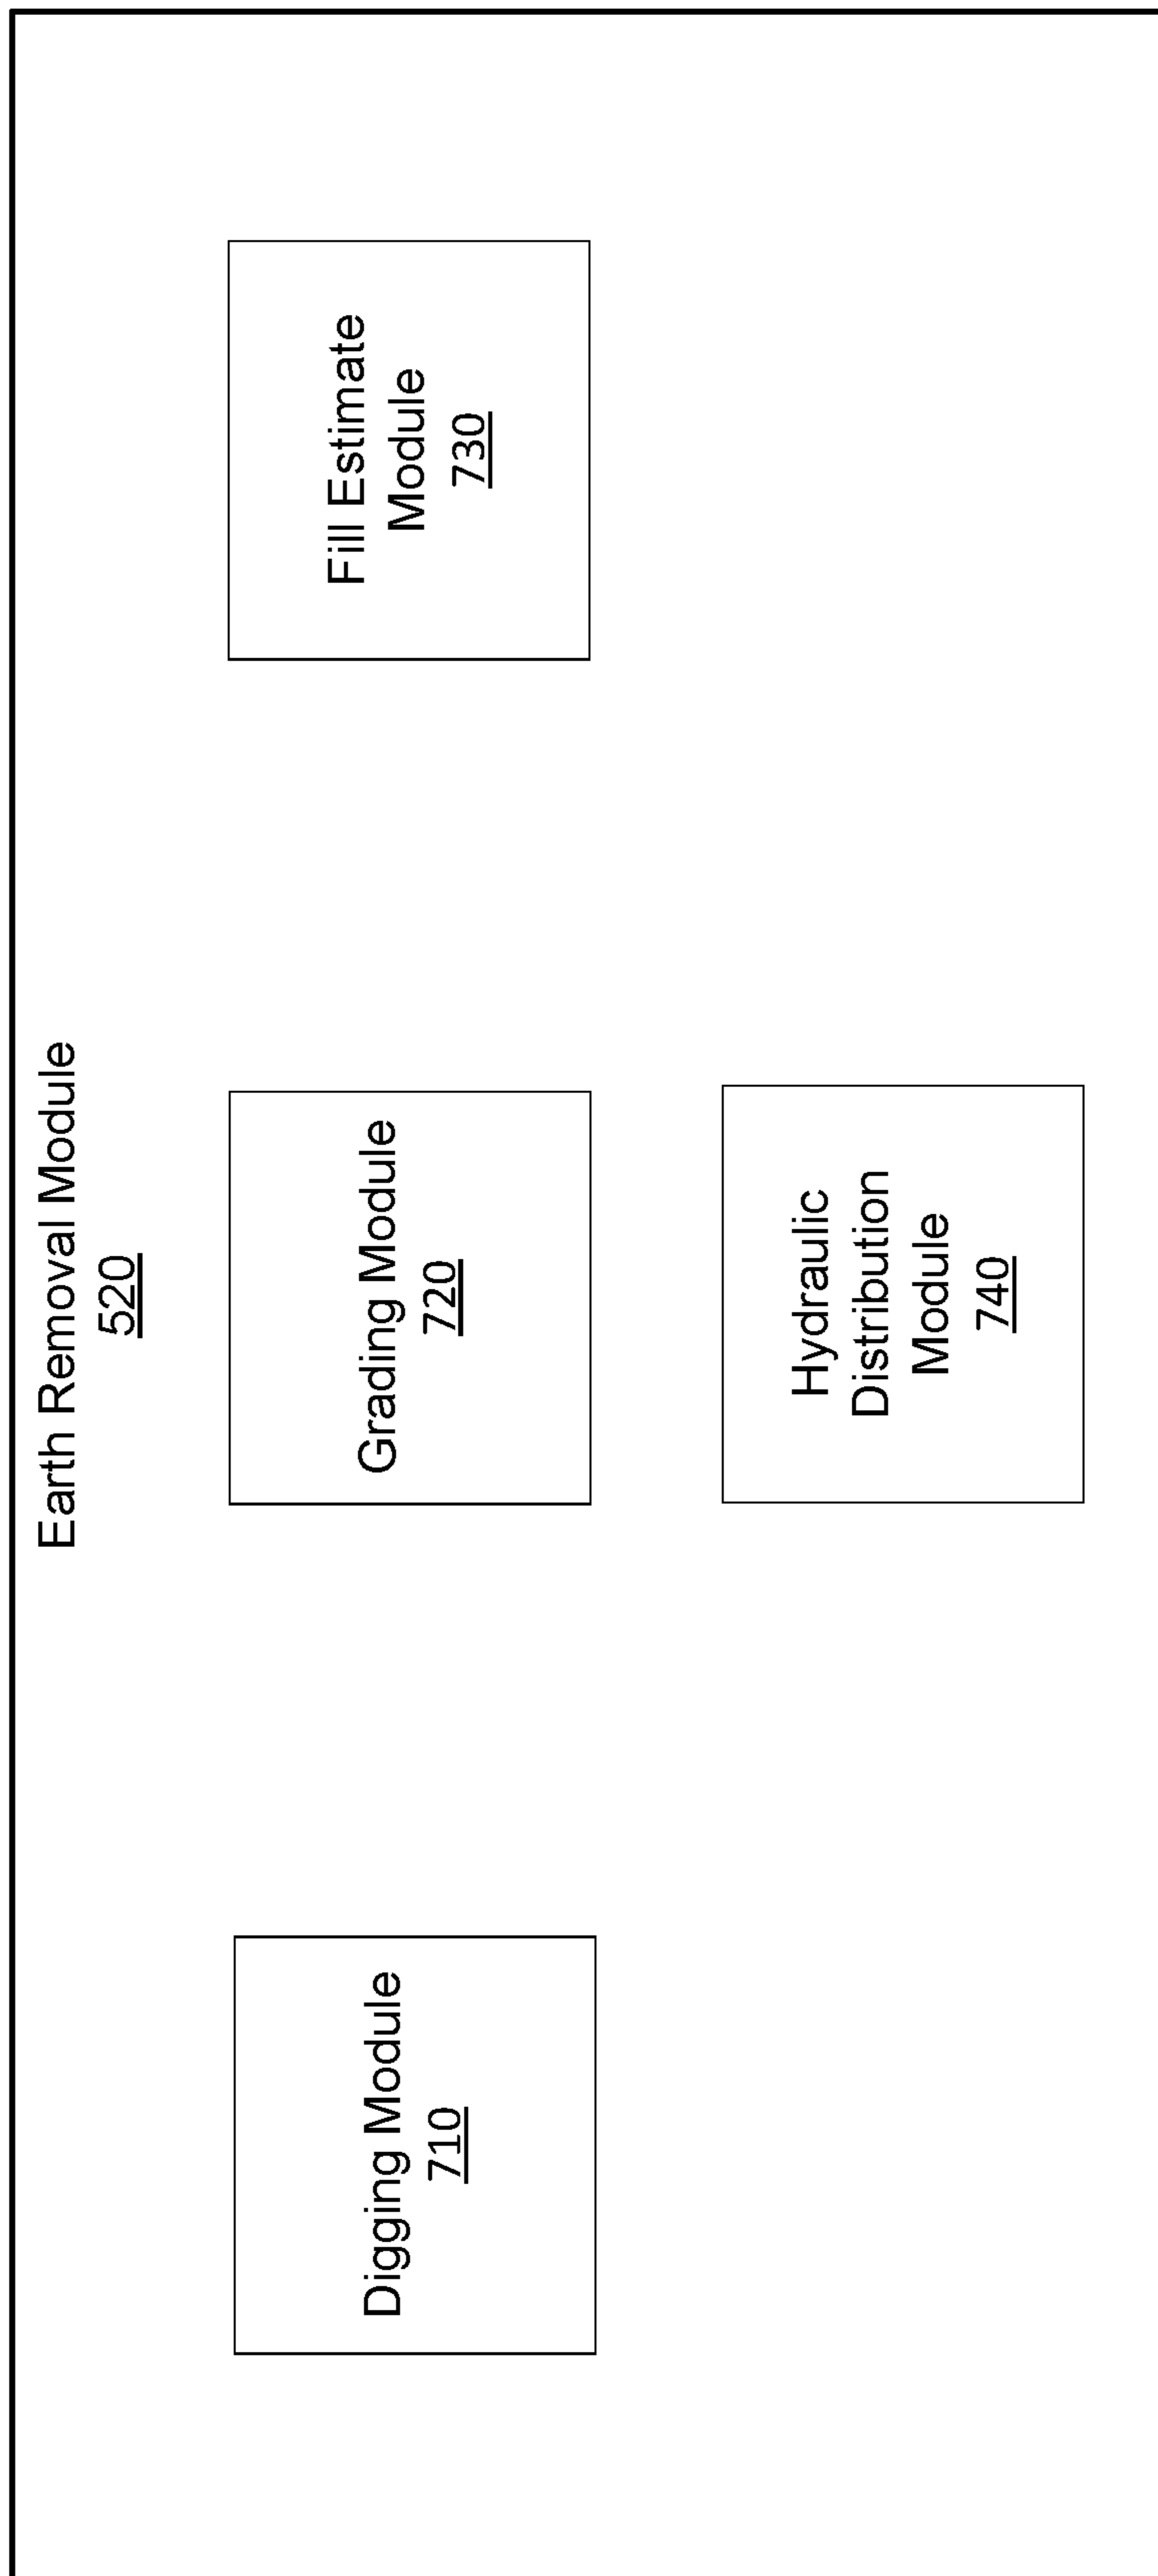 Earth Removal Module
520
Digging Module
710
Grading Module
720
Fill Estimate
Module
730
Hydraulic
Distribution
Module
740